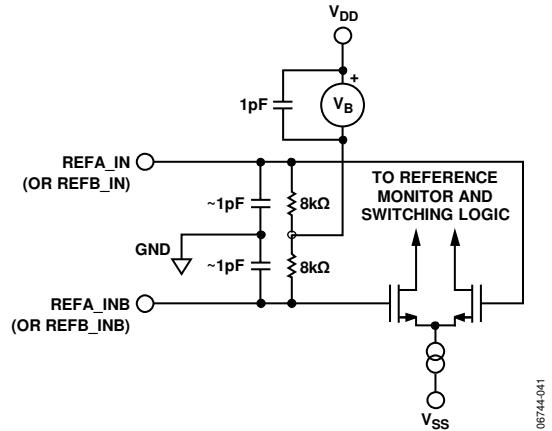 VDD
+
1pF
VB
REFA_IN
(OR REFB_IN)
TO REFERENCE
MONITOR AND
SWITCHING LOGIC
~1pF
8kΩ
GND
~1pF
8kΩ
REFA_INB
(OR REFB_INB)
VSS
06744-041